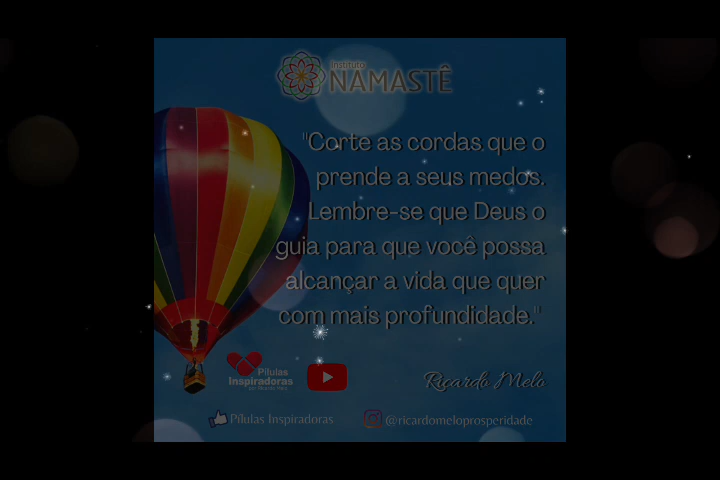 Instituto
NAMASTÊ
"Corte as cordas que o
prende a seus medos.
Lembre-se que Deus o
guia para que você possa
alcançar a vida que quer
com mais profundidade."
Pílulas
Inspiradoras
Ricardo Melo
Pílulas Inspiradoras
@ricardomeloprosperidade